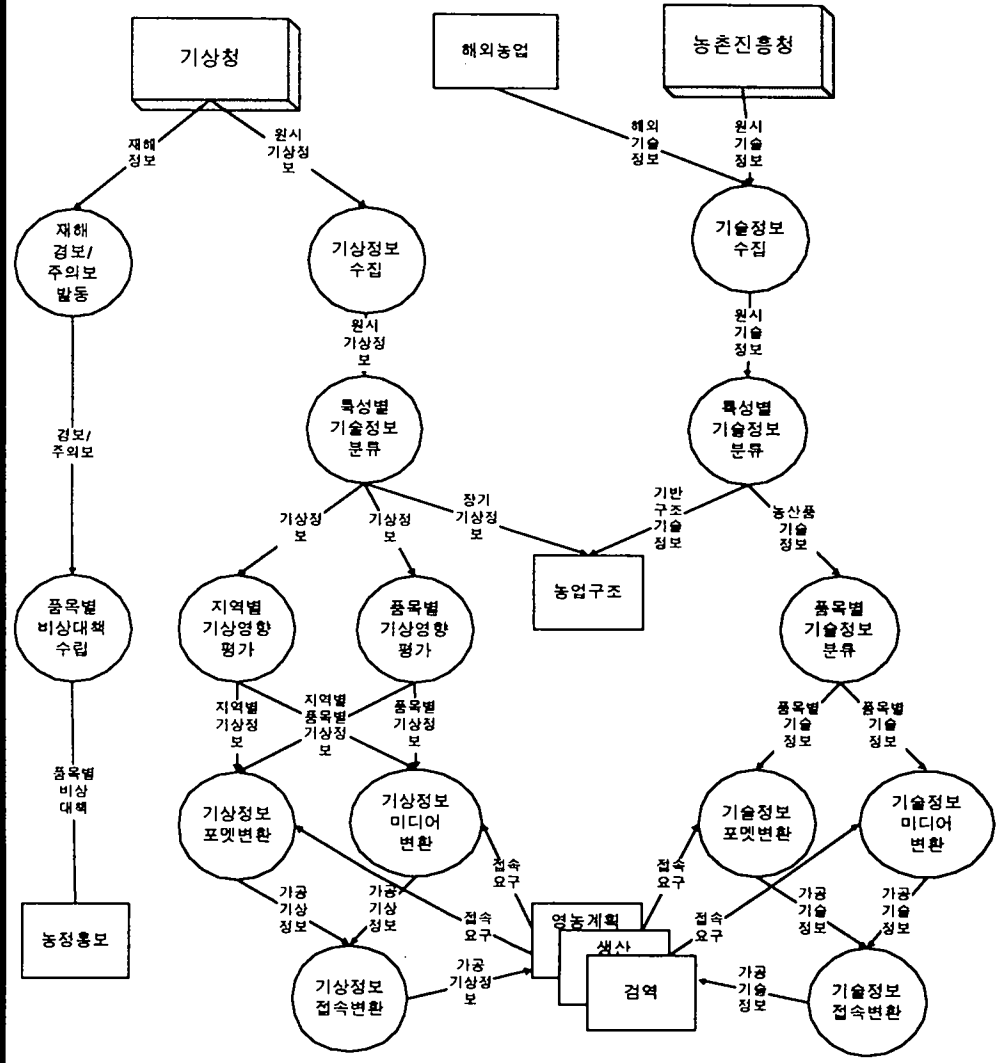 기상청
해외농업
농촌진흥청
재해
정보
원시
기상정
보
해외
기술
정보
원시
기술
정보
재해
경보/
주의보
발동
기상정보
수집
기술정보
수집
원시
기상정
보
원시
기술
정보
특성별
기술정보
분류
특성별
기술정보
분류
경보/
주의보
기상정
보
기상정
보
장기
기상정
보
기반
구조
기술
정보
농산품
기술
정보
농업구조
품목별
비상대책
수립
지역별
기상영향
평가
품목별
기상영향
평가
품목별
기술정보
분류
지역별
기상정
보
지역별
품목별
기상정
보
품목별
기상정
보
품목별
기술
정보
품목별
기술
정보
품목별
비상
대책
기상정보
포멧변환
기상정보
미디어
변환
기술정보
포멧변환
기술정보
미디어
변환
접속
요구
접속
요구
접속
요구
접속
요구
가공
기상
정보
가공
기상
정보
가공
기술
정보
가공
기술
정보
농정홍보
영농계획
생산
검역
기상정보
접속변환
가공
기상정
보
가공
기술
정보
기술정보
접속변환